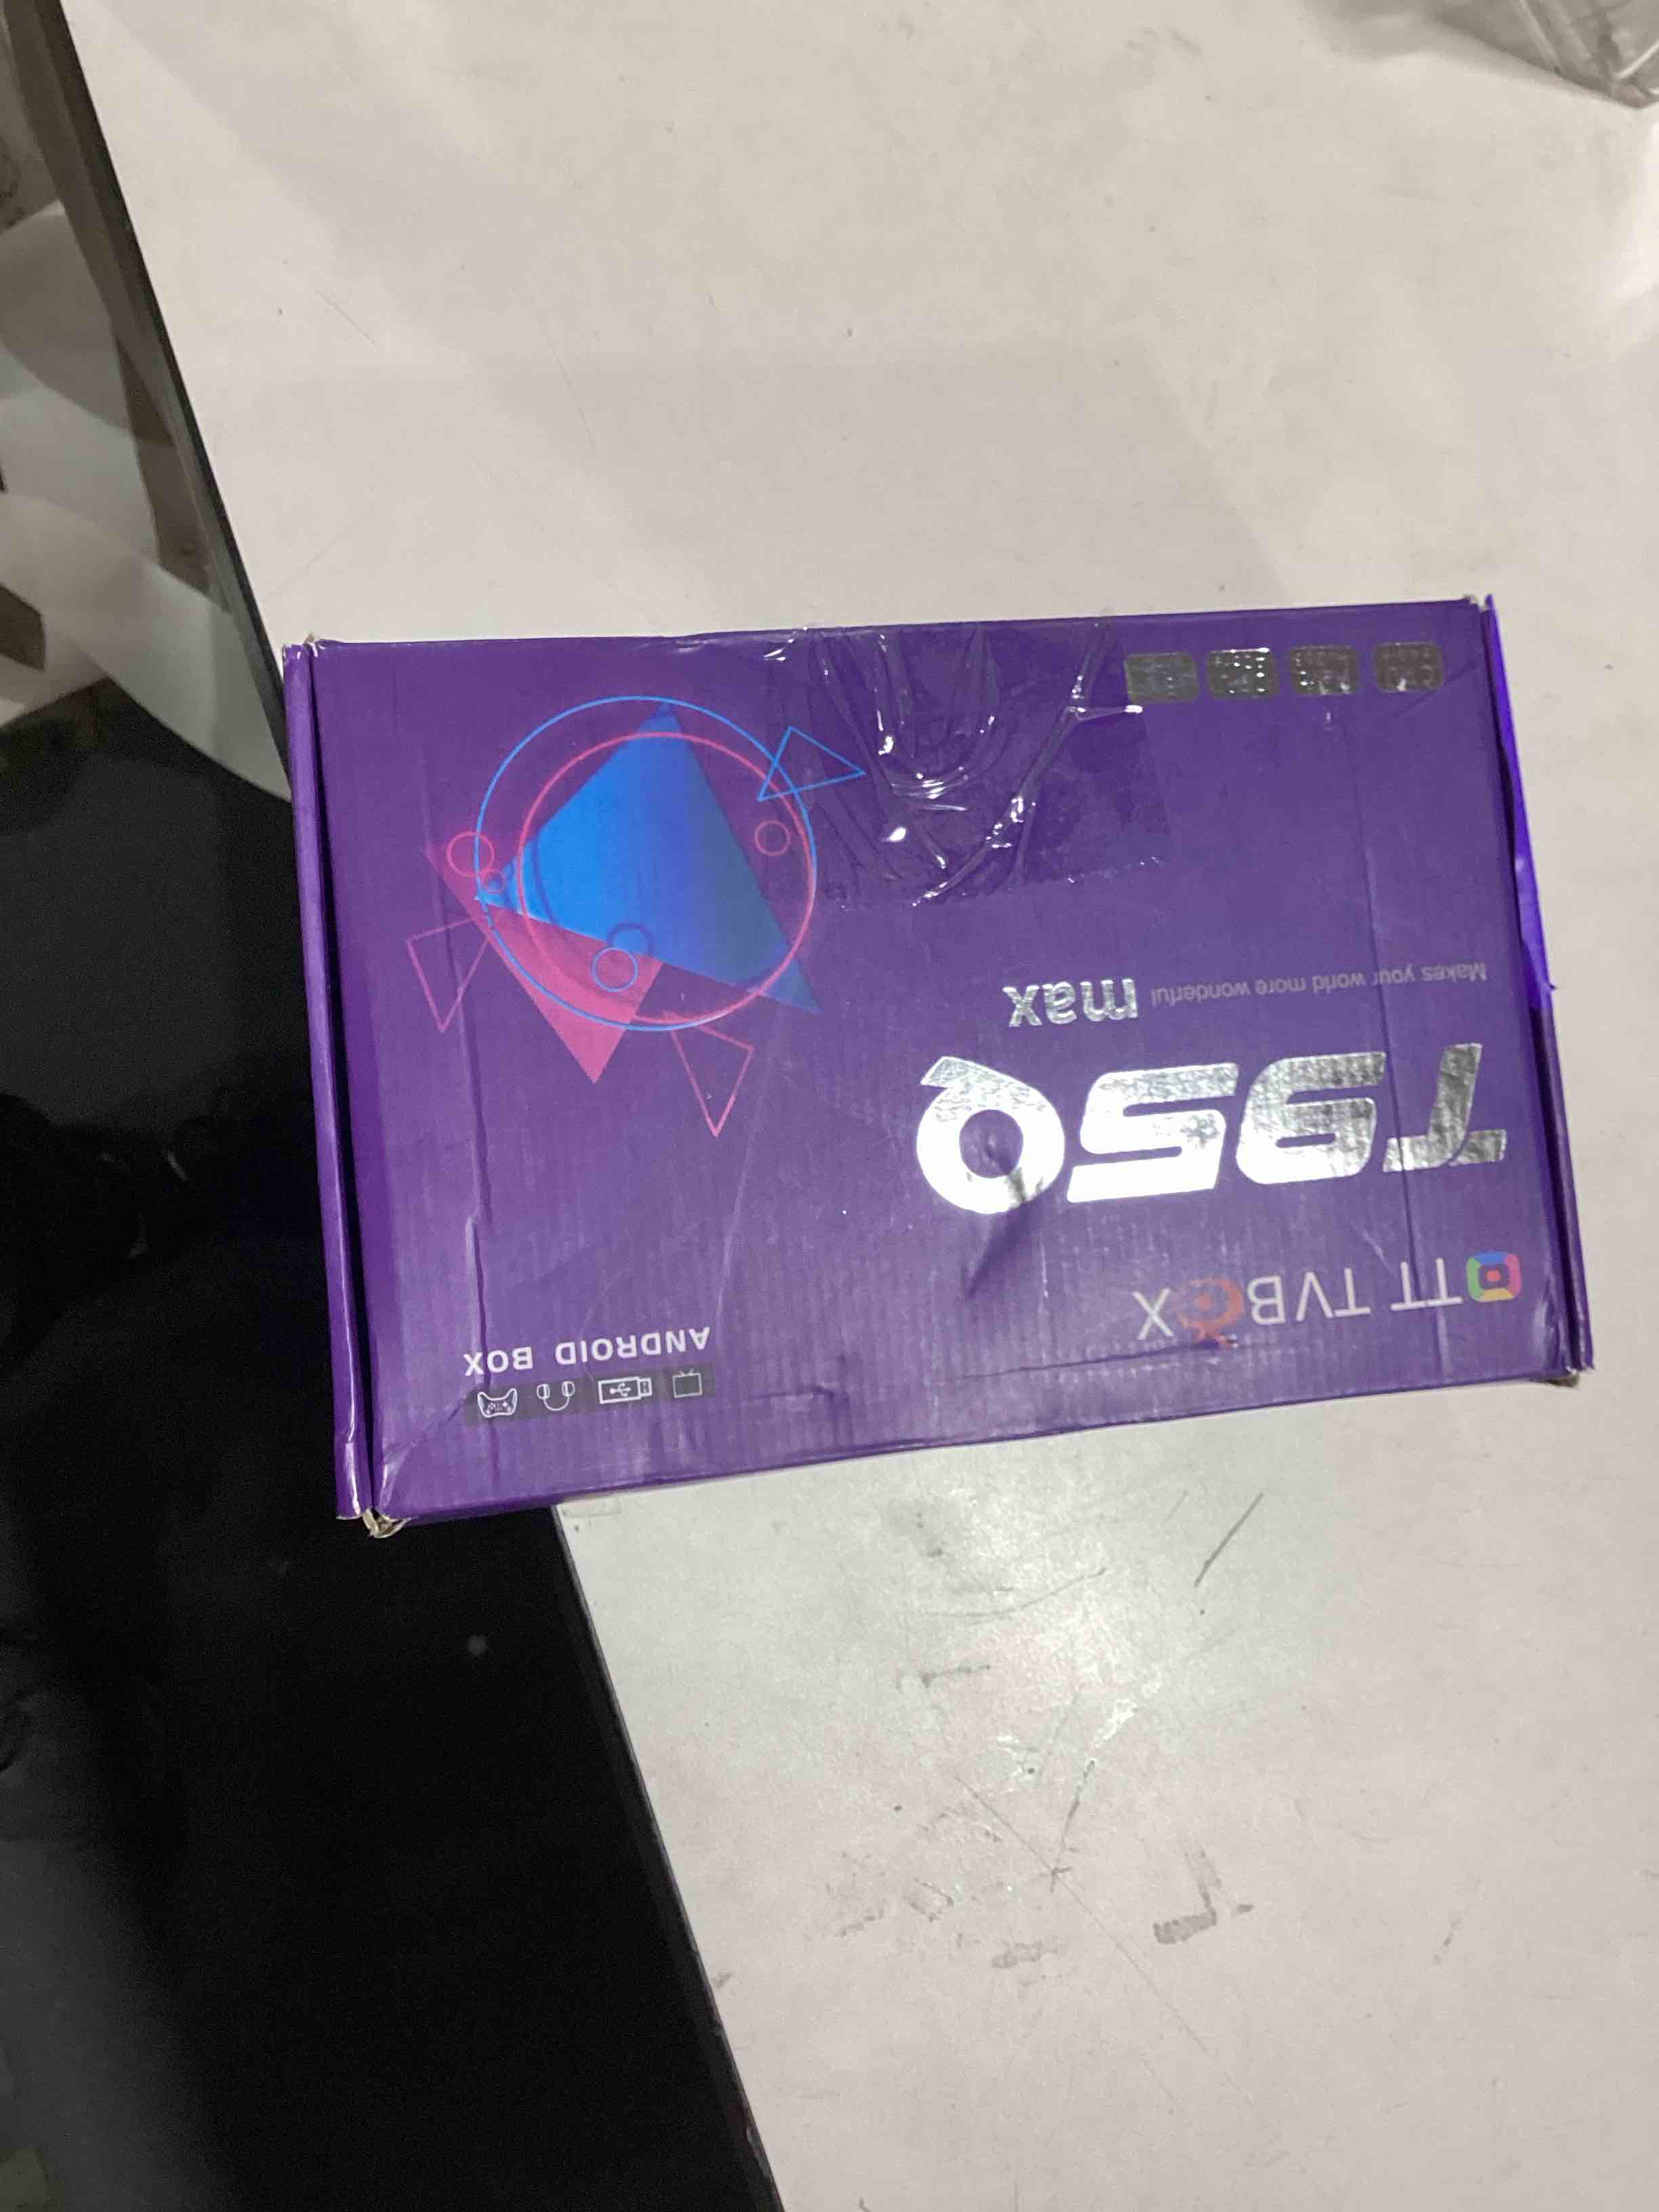 ANDROID BOX
OTT TVBOX
T95Q
max Makes your world more wonderful